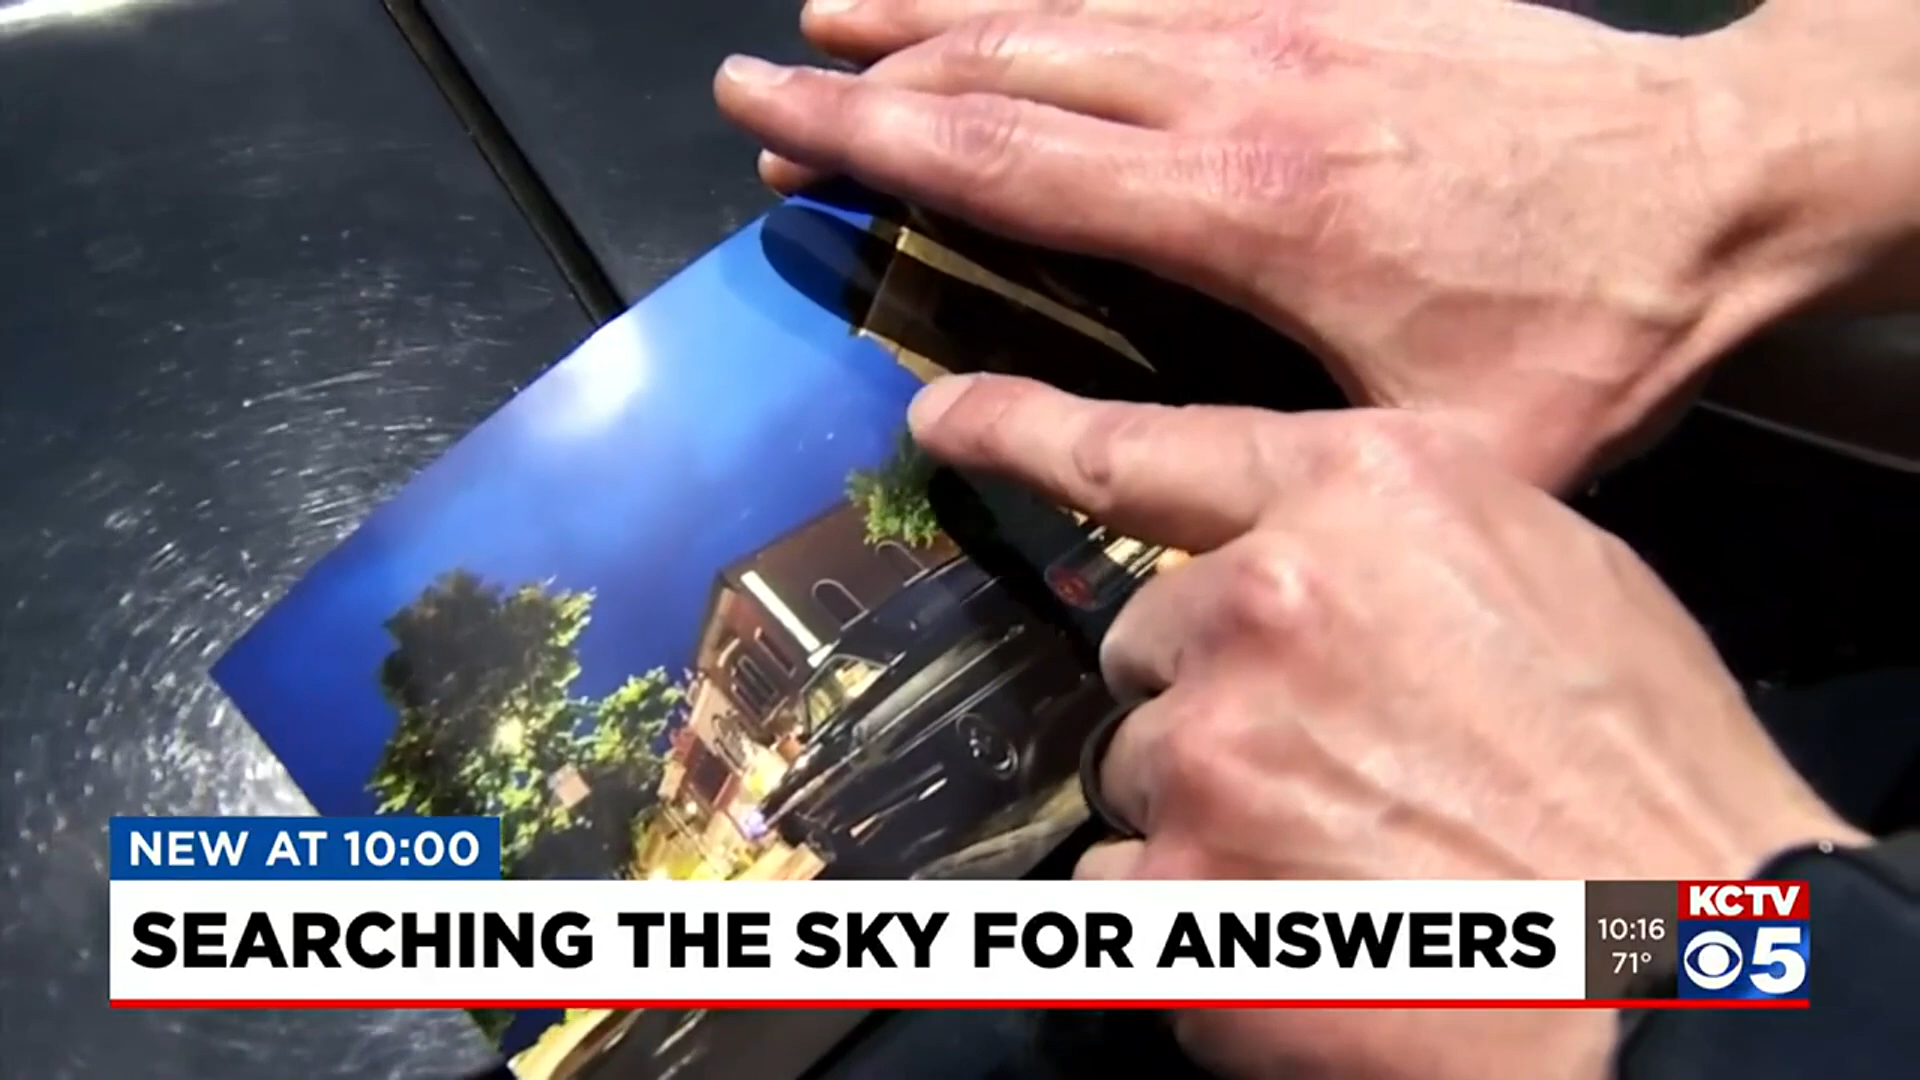 NEW AT 10:00
SEARCHING THE SKY FOR ANSWERS
10:16
71°
KCTV
5